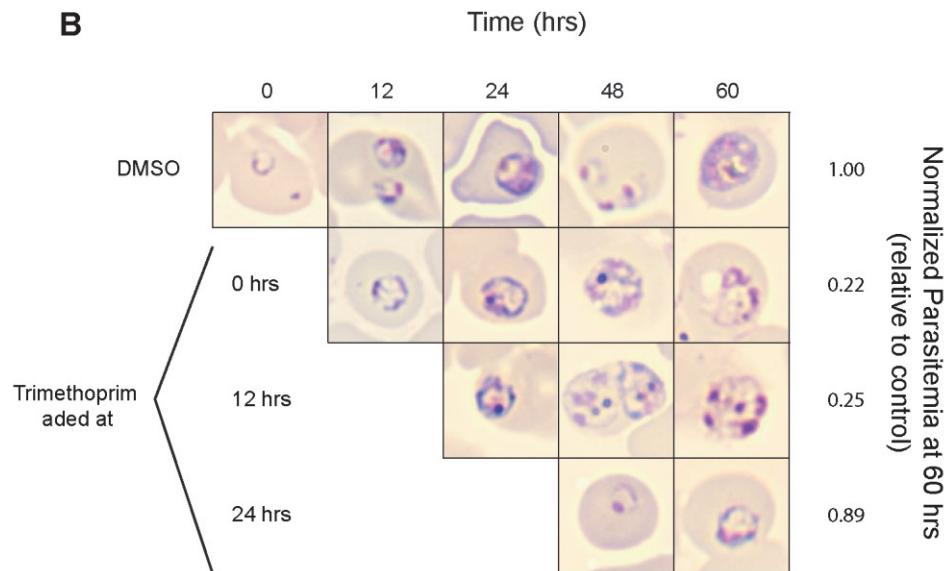 B
Time (hrs)
0 12 24 48 60
DMSO
1.00
0 hrs
0.22
Trimethoprim
aded at
12 hrs
0.25
24 hrs
0.89
Normalized Parasitemia at 60 hrs
(relative to control)